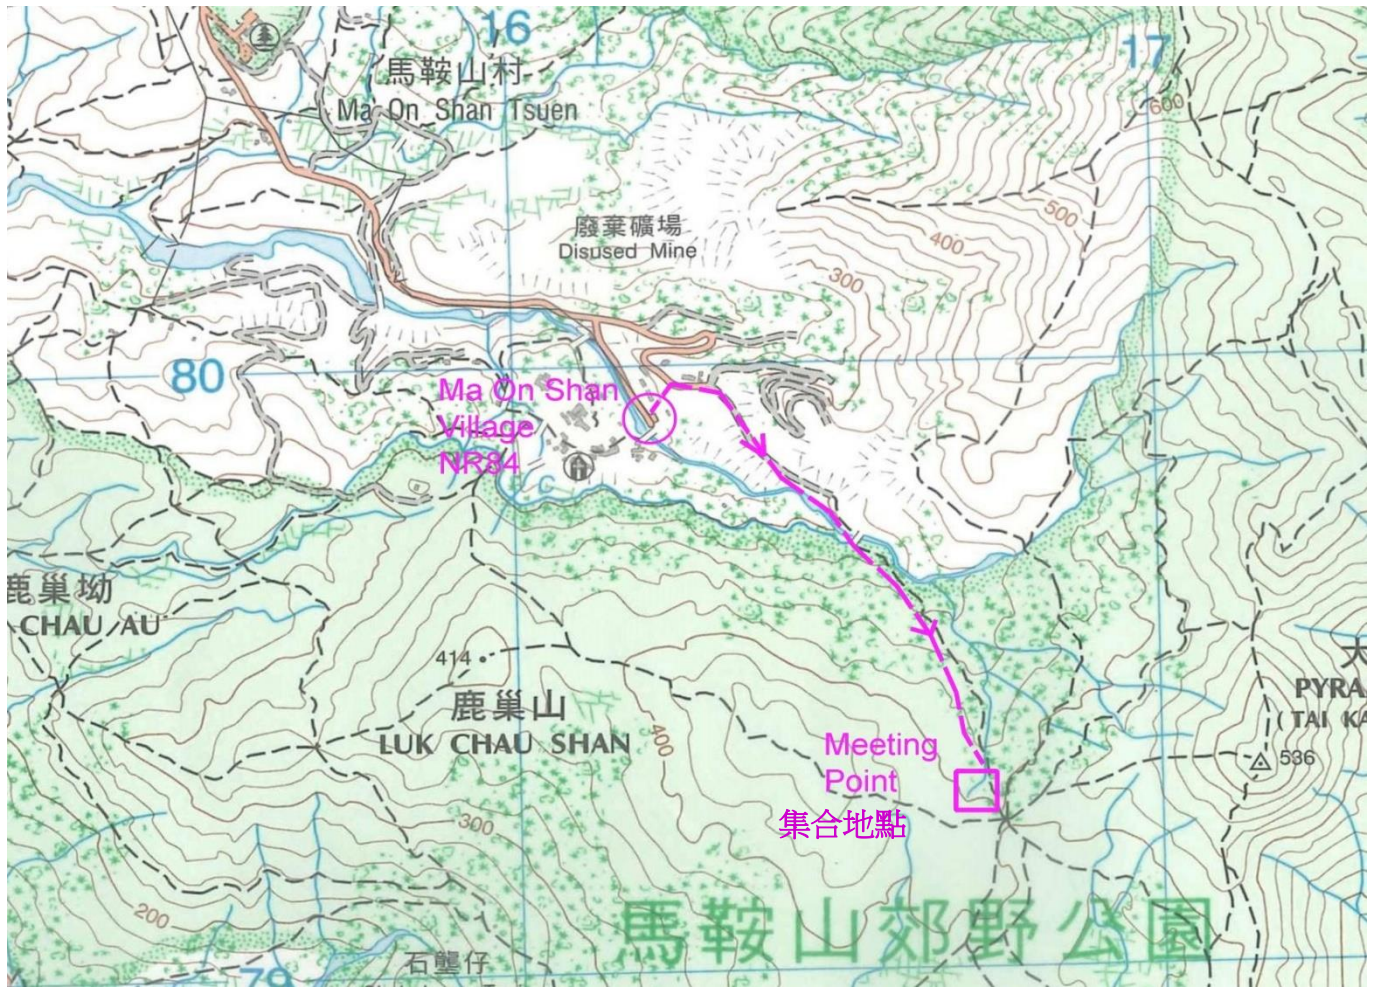 16
17
馬鞍山村
Ma On Shan Tsuen
600
廢棄礦場
Disused Mine
500
400
300
80
Ma On Shan
Village
NR84
鹿巢坳
CHAU AU
414
鹿巢山
LUK CHAU SHAN
400
大
PYRA
( TAI KA
536
Meeting
Point
集合地點
300
200
馬鞍山郊野公園
石壟仔
79